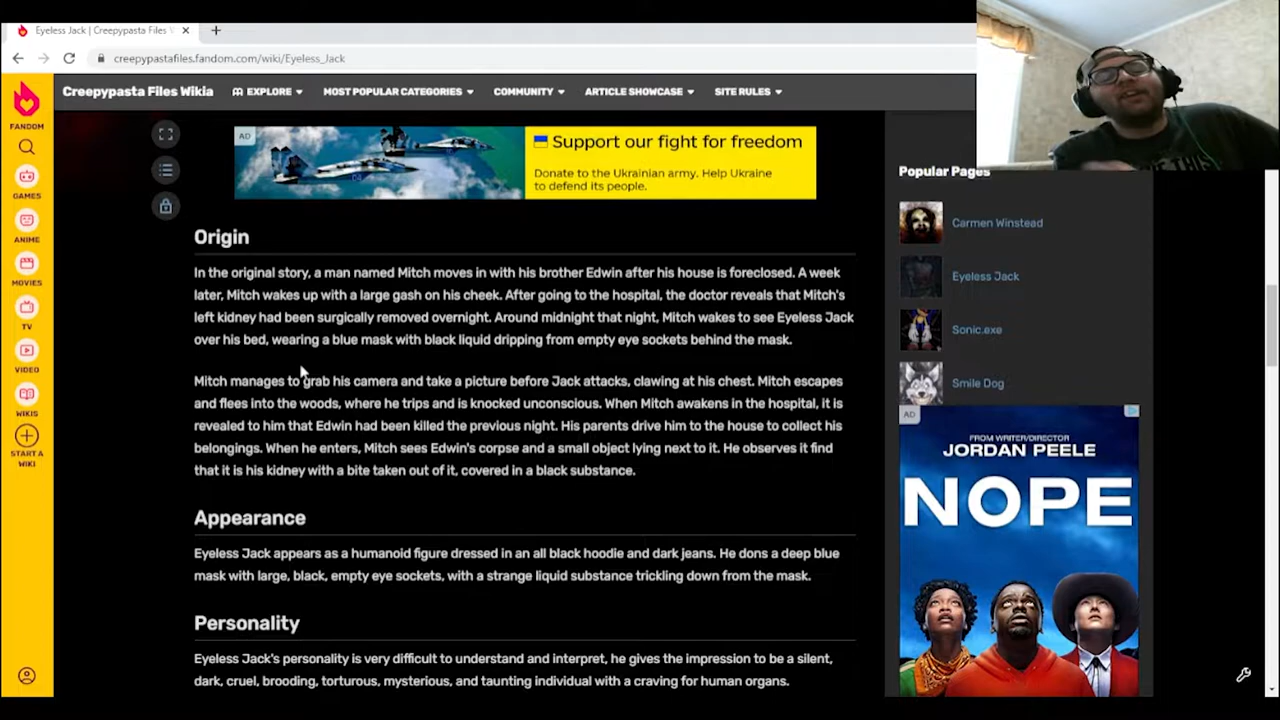 Eyeless Jack | Creepypasta Files
creepypastafiles.fandom.com/wiki/Eyeless_Jack
Creepypasta Files Wikia
EXPLORE
MOST POPULAR CATEGORIES
COMMUNITY
ARTICLE SHOWCASE
SITE RULES
FANDOM
GAMES
ANIME
MOVIES
TV
VIDEO
WIKIS
START A
WIKI
AD
Support our fight for freedom
Donate to the Ukrainian army. Help Ukraine
to defend its people.
Origin
In the original story, a man named Mitch moves in with his brother Edwin after his house is foreclosed. A week
later, Mitch wakes up with a large gash on his cheek. After going to the hospital, the doctor reveals that Mitch's
left kidney had been surgically removed overnight. Around midnight that night, Mitch wakes to see Eyeless Jack
over his bed, wearing a blue mask with black liquid dripping from empty eye sockets behind the mask.
Mitch manages to grab his camera and take a picture before Jack attacks, clawing at his chest. Mitch escapes
and flees into the woods, where he trips and is knocked unconscious. When Mitch awakens in the hospital, it is
revealed to him that Edwin had been killed the previous night. His parents drive him to the house to collect his
belongings. When he enters, Mitch sees Edwin's corpse and a small object lying next to it. He observes it find
that it is his kidney with a bite taken out of it, covered in a black substance.
Appearance
Eyeless Jack appears as a humanoid figure dressed in an all black hoodie and dark jeans. He dons a deep blue
mask with large, black, empty eye sockets, with a strange liquid substance trickling down from the mask.
Personality
Eyeless Jack's personality is very difficult to understand and interpret, he gives the impression to be a silent,
dark, cruel, brooding, torturous, mysterious, and taunting individual with a craving for human organs.
Popular Pages
Carmen Winstead
Eyeless Jack
Sonic.exe
Smile Dog
AD
FROM WRITER/DIRECTOR
JORDAN PEELE
NOPE